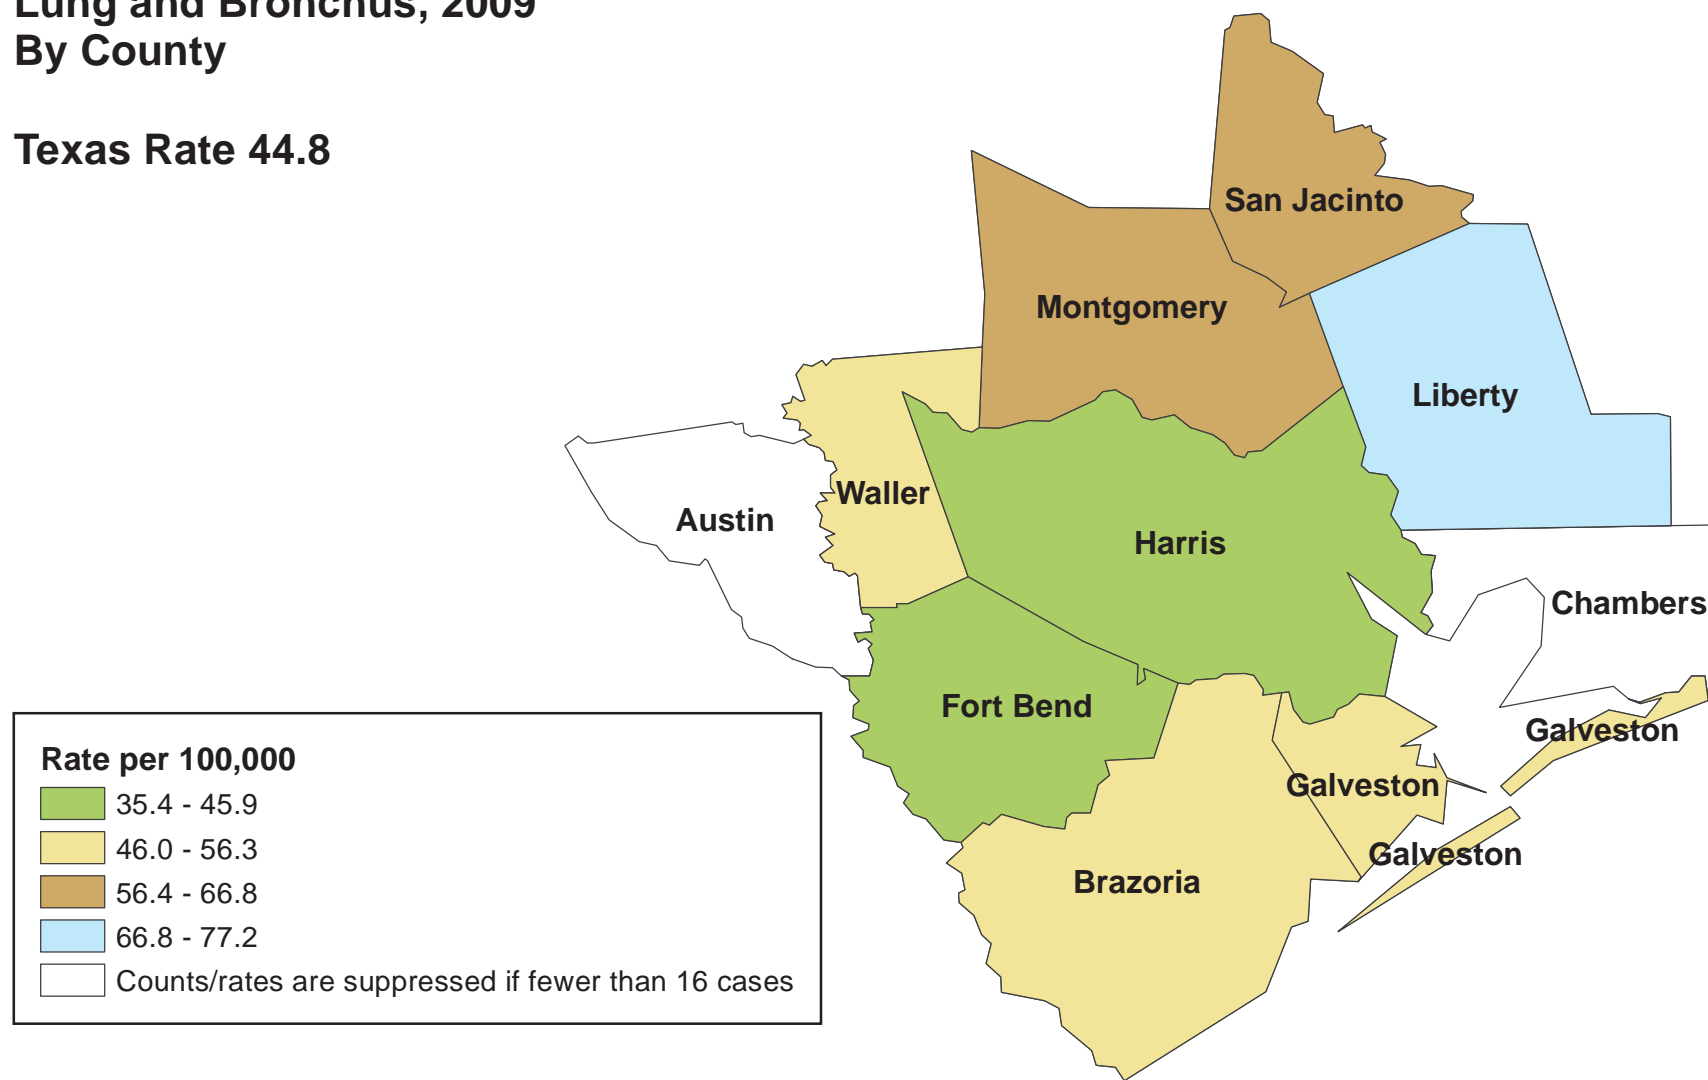 Lung and Bronchus, 2009
By County
Texas Rate 44.8
San Jacinto
Montgomery
Liberty
Waller
Austin
Harris
Chambers
Fort Bend
Galveston
Galveston
Galveston
Brazoria
Rate per 100,000
35.4 - 45.9
46.0 - 56.3
56.4 - 66.8
66.8 - 77.2
Counts/rates are suppressed if fewer than 16 cases